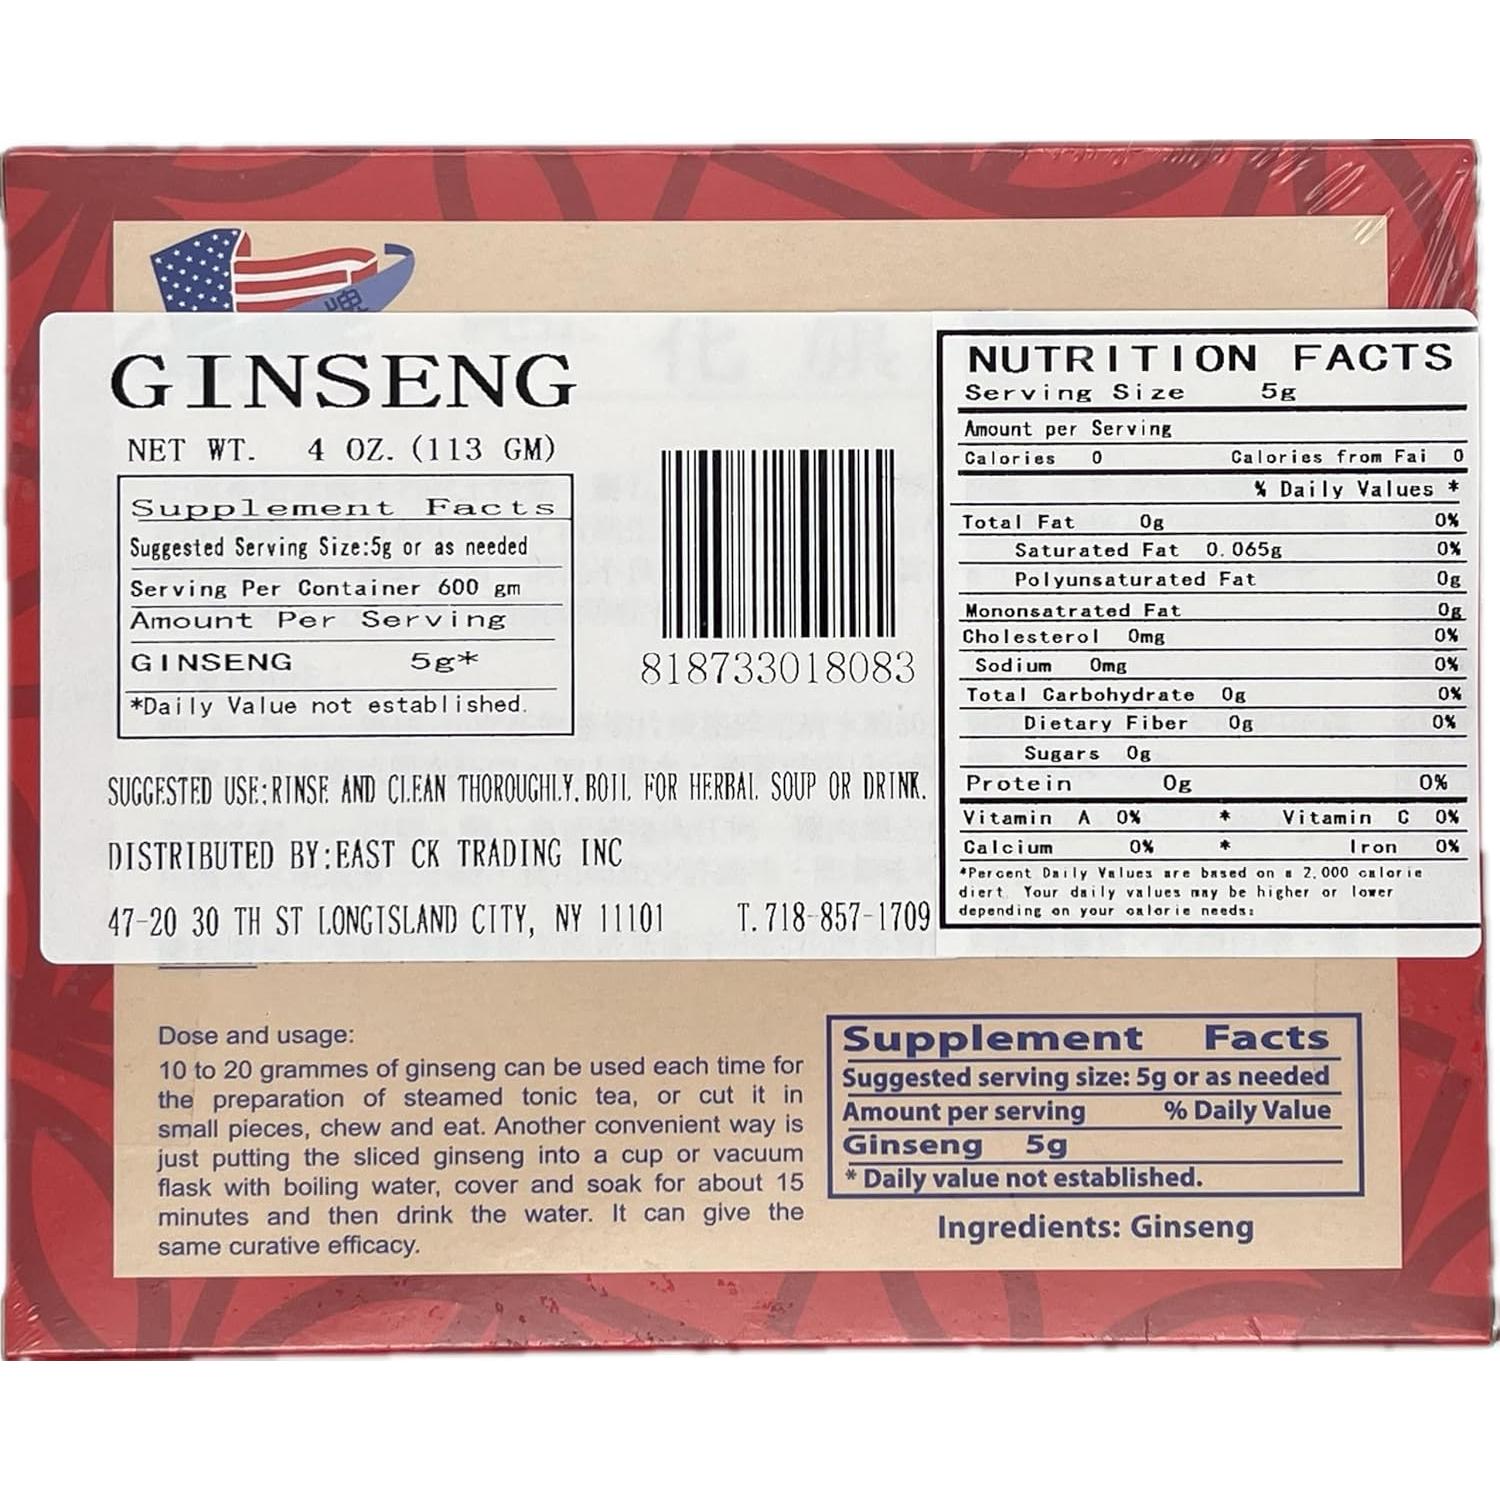 GINSENG
NET WT. 4 OZ. (113 GM)
Supplement Facts
Suggested Serving Size:5g or as needed
Serving Per Container 600 gm
Amount Per Serving
GINSENG 5g*
*Daily Value not established.
818733018083
SUGGESTED USE:RINSE AND CLEAN THOROUGHLY.BOIL FOR HERBAL SOUP OR DRINK.
DISTRIBUTED BY:EAST CK TRADING INC
47-20 30 TH ST LONGISLAND CITY, NY 11101 T.718-857-1709
NUTRITION FACTS
Serving Size 5g
Amount per Serving
Calories 0 Calories from Fai 0
% Daily Values *
Total Fat 0g 0%
Saturated Fat 0.065g 0%
Polyunsaturated Fat 0g
Mononsatrated Fat 0g
Cholesterol 0mg 0%
Sodium 0mg 0%
Total Carbohydrate 0g 0%
Dietary Fiber 0g 0%
Sugars 0g
Protein 0g 0%
Vitamin A 0% * Vitamin C 0%
Calcium 0% * Iron 0%
*Percent Daily Values are based on a 2,000 calorie
diert. Your daily values may be higher or lower
depending on your calorie needs:
Dose and usage:
10 to 20 grammes of ginseng can be used each time for
the preparation of steamed tonic tea, or cut it in
small pieces, chew and eat. Another convenient way is
just putting the sliced ginseng into a cup or vacuum
flask with boiling water, cover and soak for about 15
minutes and then drink the water. It can give the
same curative efficacy.
Supplement Facts
Suggested serving size: 5g or as needed
Amount per serving % Daily Value
Ginseng 5g
* Daily value not established.
Ingredients: Ginseng